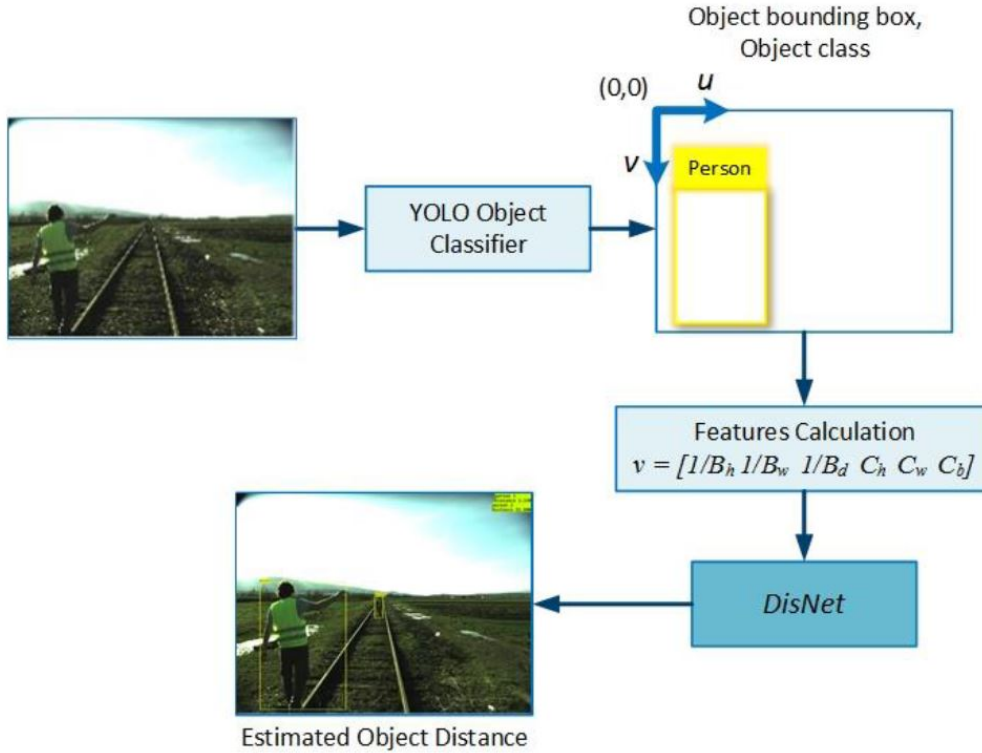 Object bounding box,
Object class
(0,0)
u
v
Person
YOLO Object
Classifier
Features Calculation
v = [1/Bh 1/Bw 1/Bd Ch Cw Cb]
DisNet
Estimated Object Distance